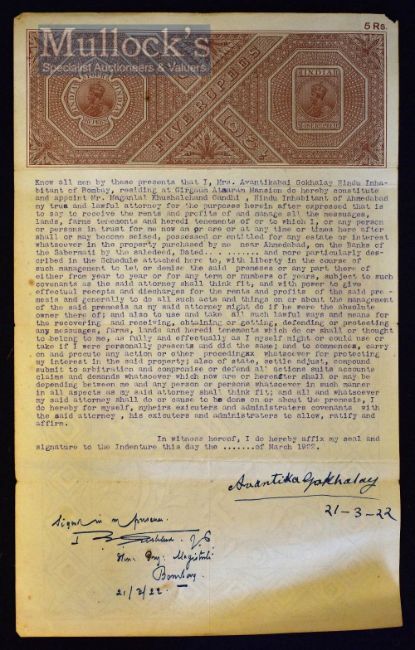 Mullock's
Specialist Auctioneers & Valuers
5 Rs.
INDIA
INDIA
FIVE RUPEES
Know all men by these presents that I, Mrs. Avantikabai Gokhalay Hindu Inha-
bitant of Bombay, residing at Girgaum Atmaram Mansion do hereby constitute
and appoint Mr. Maganlal Khushalchand Gandhi , Hindu Inhabitant of Ahmedabad
my true and lawful attorney for the purposes herein after expressed that is
to say to receive the rents and profits of and manage all the messuages,
lands, farms tenements and heredi tenements of or to which I, or any person
or persons in trust for me now am or are or at any time or times here after
shall or may become seised, possessed or entitled for any estate or interest
whatsoever in the property purchased by me near Ahmedabad, on the Banks of
the Sabermati by the saledeed, Dated... ........ and more particularly des-
cribed in the Schedule attached here to, with liberty in the course of
such management to let or demise the said premises or any part there of
either from year to year or for any term or numbers of years, subject to such
covenants as the said attorney shall think fit, and with power to give
effectual receipts and discharges for the rents and profits of the said pre-
mises and generally to do all such acts and things on or about the management
of the said premises as my said attorney might do if he were the absolute
owner there of; and also to use and take all such lawful ways and means for
the recovering and receiving, obtaining or getting, defending or protecting
any messuages, farms, lands and heredi tenements which do or shall or thought
to belong to me, as fully and effectually as I myself might or could use or
take if I were personally presents and did the same; and to commence, carry
on and procute any action or other proceedingxx whatsoever for protecting,
my interest in the said property; also of state, settle adjust, compound
submit to arbitration and compromise or defend all actions suits accounts
claims and demands whatsoever which now are or hereafter shall or may be
depending between me and any person or persons whatsoever in such manner
in all aspects as my said attorney shall think fit; and all and whatsoever
my said attorney shall do or cause to be done on or about the premises, I
do hereby for myself, myheirs exicuters and administraters covenants with
the said attorney , his exicuters and administraters to allow, ratify and
affirm.
In witness hereof, I do hereby affix my seal and
signature to the Indenture this day the .......of March 1922.
Avantika Gokhalay
21-3-22
Signed in my presence.
J.P.
Hon. Pres. Magistrate
Bombay.
21/3/22.